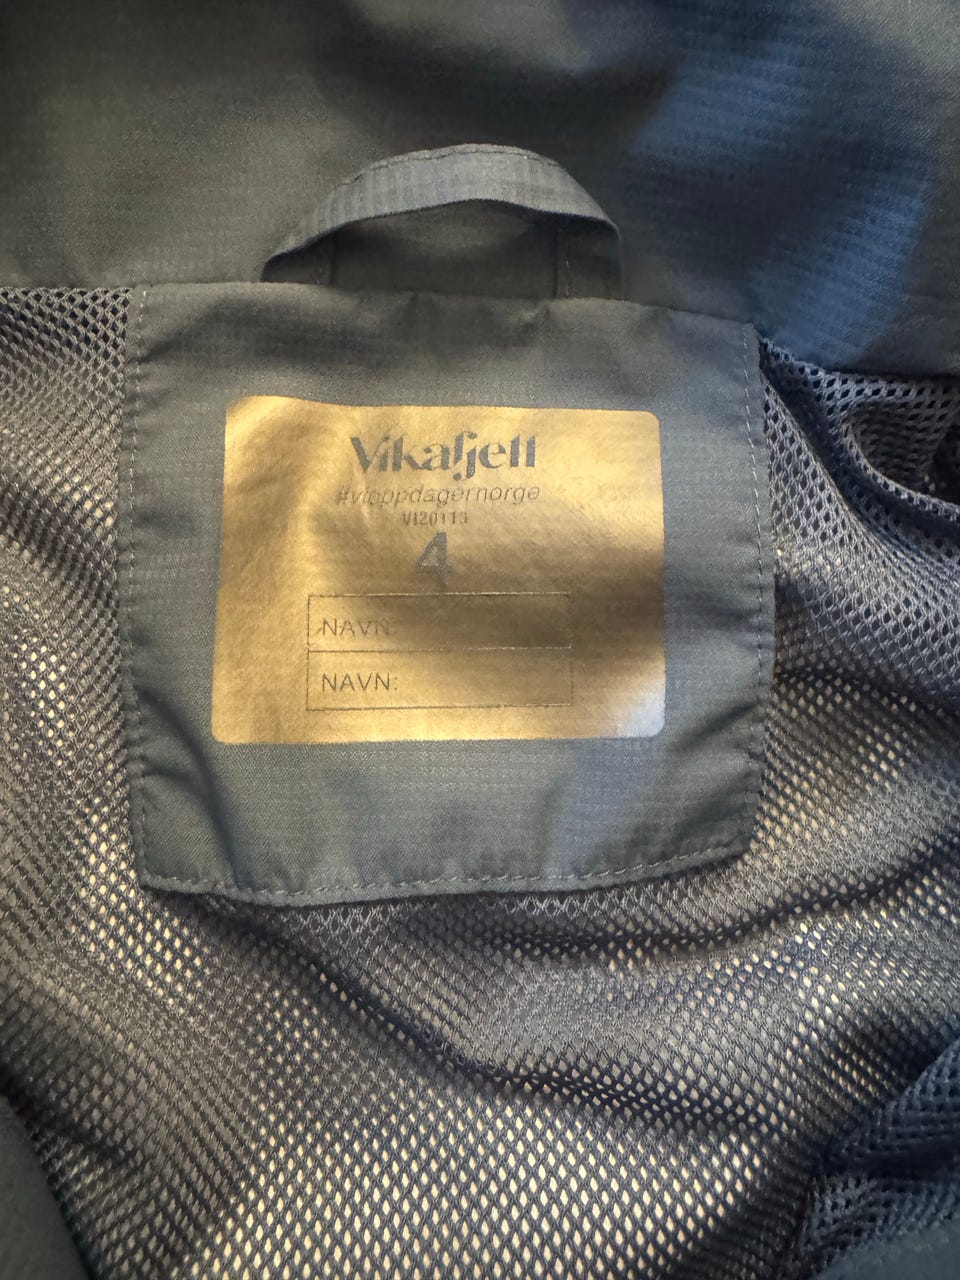 Vikafjell
#vioppdagernorge
VI20113
4
NAVN:
NAVN: